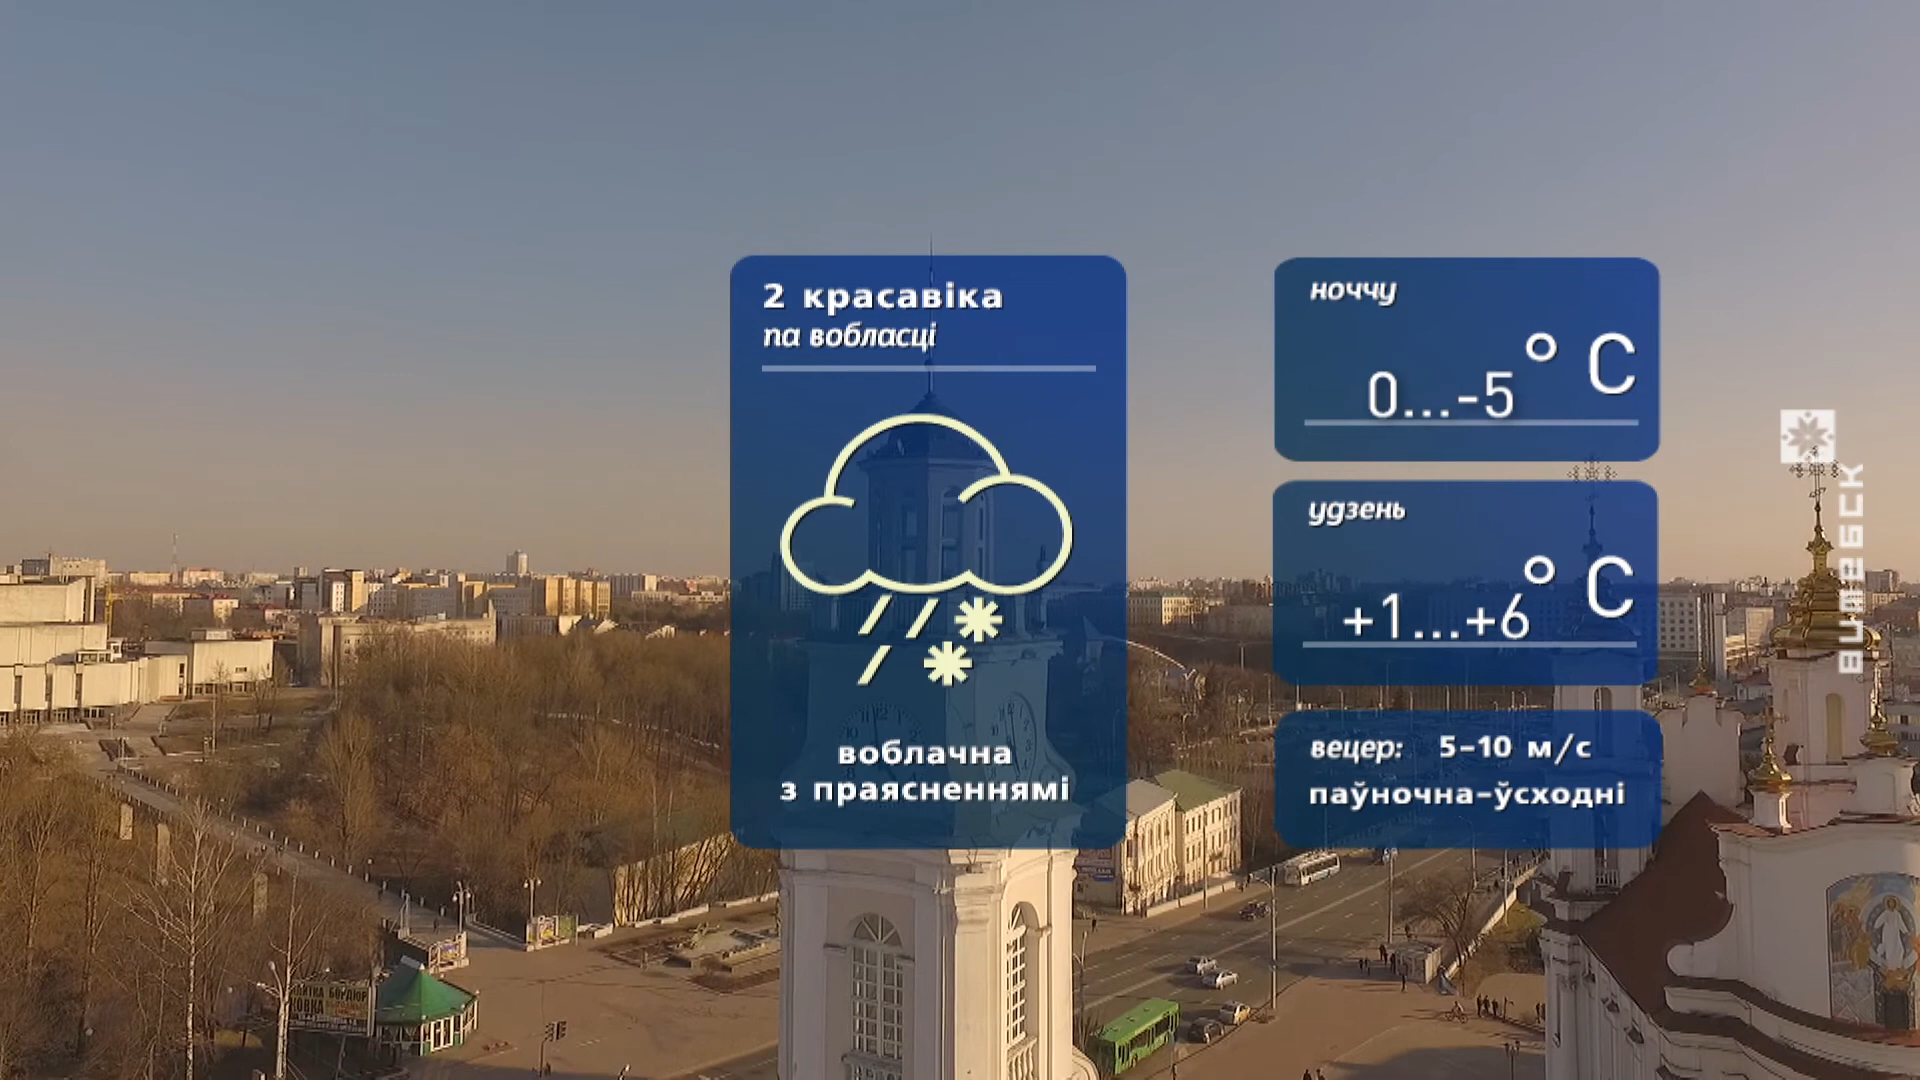 2 красавіка
па вобласці
воблачна
з праясненнямі
ноччу
0...-5° C
удзень
+1...+6° C
вецер: 5-10 м/с
паўночна-ўсходні
ВИТЕБСК